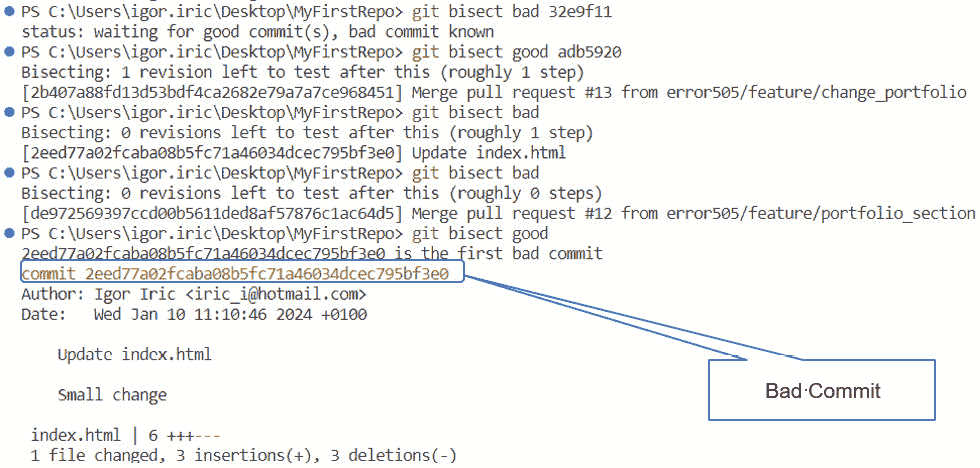 PS C:\Users\igor.iric\Desktop\MyFirstRepo> git bisect bad 32e9f11
status: waiting for good commit(s), bad commit known
PS C:\Users\igor.iric\Desktop\MyFirstRepo> git bisect good adb5920
Bisecting: 1 revision left to test after this (roughly 1 step)
[2b407a88fd13d53bdf4ca2682e79a7a7ce968451] Merge pull request #13 from error505/feature/change_portfolio
PS C:\Users\igor.iric\Desktop\MyFirstRepo> git bisect bad
Bisecting: 0 revisions left to test after this (roughly 1 step)
[2eed77a02fcaba08b5fc71a46034dcec795bf3e0] Update index.html
PS C:\Users\igor.iric\Desktop\MyFirstRepo> git bisect bad
Bisecting: 0 revisions left to test after this (roughly 0 steps)
[de972569397ccd00b5611ded8af57876c1ac64d5] Merge pull request #12 from error505/feature/portfolio_section
PS C:\Users\igor.iric\Desktop\MyFirstRepo> git bisect good
2eed77a02fcaba08b5fc71a46034dcec795bf3e0 is the first bad commit
commit 2eed77a02fcaba08b5fc71a46034dcec795bf3e0
Author: Igor Iric <iric_i@hotmail.com>
Date:   Wed Jan 10 11:10:46 2024 +0100
Update index.html
Small change
index.html | 6 +++---
1 file changed, 3 insertions(+), 3 deletions(-)
Bad·Commit